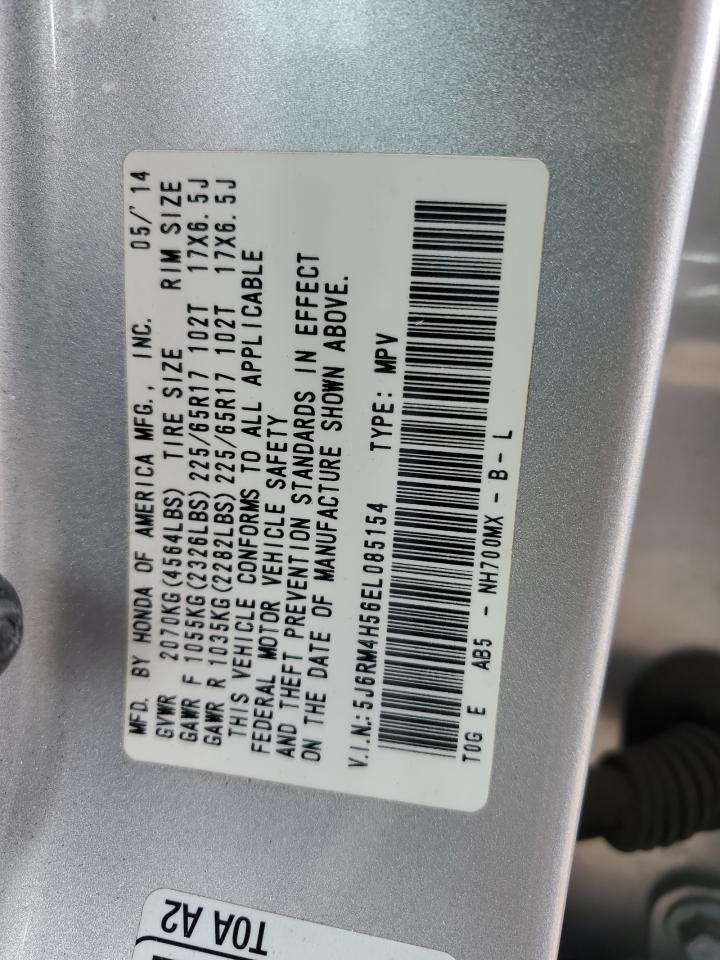 MFD. BY HONDA OF AMERICA MFG., INC. 05/'14
GVWR 2070KG(4564LBS) TIRE SIZE RIM SIZE
GAWR F 1055KG(2326LBS) 225/65R17 102T 17X6.5J
GAWR R 1035KG(2282LBS) 225/65R17 102T 17X6.5J
THIS VEHICLE CONFORMS TO ALL APPLICABLE
FEDERAL MOTOR VEHICLE SAFETY
AND THEFT PREVENTION STANDARDS IN EFFECT
ON THE DATE OF MANUFACTURE SHOWN ABOVE.
V.I.N.:5J6RM4H56EL085154 TYPE: MPV
T0G E AB5 - NH700MX - B - L
T0A A2